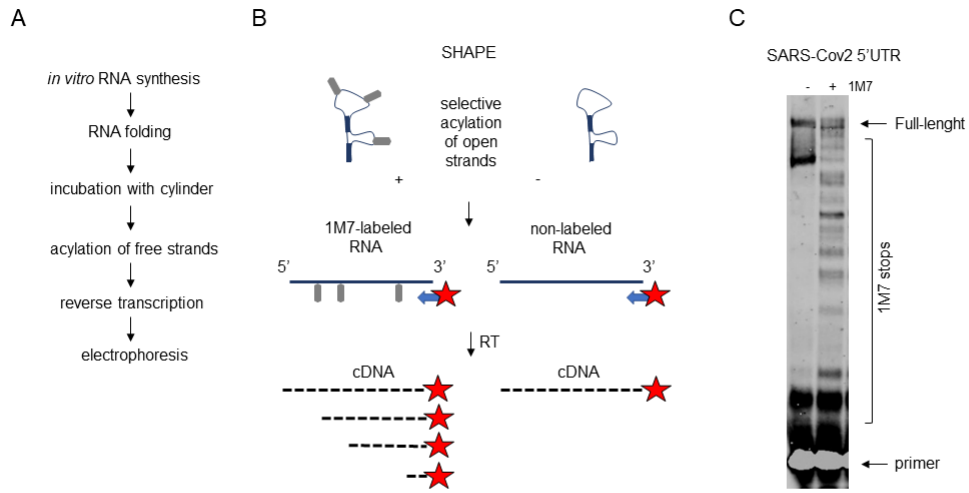 A
in vitro RNA synthesis
RNA folding
incubation with cylinder
acylation of free strands
reverse transcription
electrophoresis
B
SHAPE
selective
acylation
of open
strands
+
-
1M7-labeled
RNA
non-labeled
RNA
5’
3’
5’
3’
RT
cDNA
cDNA
C
SARS-Cov2 5’UTR
- + 1M7
Full-lenght
1M7 stops
primer